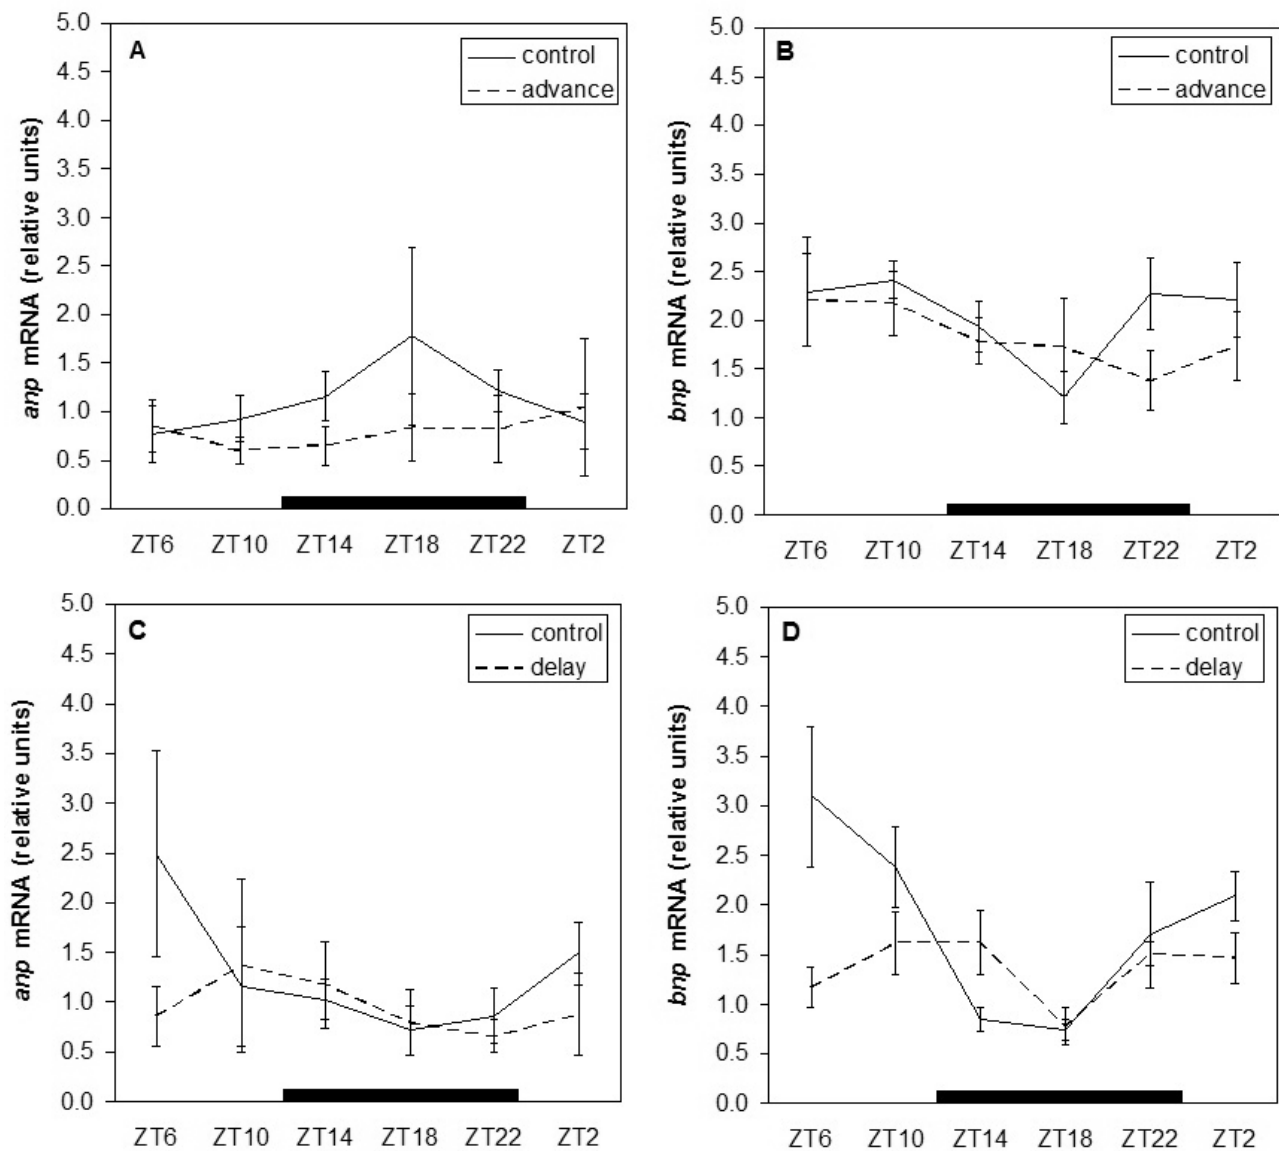 A
control
advance
anp mRNA (relative units)
5.0
4.5
4.0
3.5
3.0
2.5
2.0
1.5
1.0
0.5
0.0
ZT6 ZT10 ZT14 ZT18 ZT22 ZT2
B
control
advance
bnp mRNA (relative units)
5.0
4.5
4.0
3.5
3.0
2.5
2.0
1.5
1.0
0.5
0.0
ZT6 ZT10 ZT14 ZT18 ZT22 ZT2
C
control
delay
anp mRNA (relative units)
5.0
4.5
4.0
3.5
3.0
2.5
2.0
1.5
1.0
0.5
0.0
ZT6 ZT10 ZT14 ZT18 ZT22 ZT2
D
control
delay
bnp mRNA (relative units)
5.0
4.5
4.0
3.5
3.0
2.5
2.0
1.5
1.0
0.5
0.0
ZT6 ZT10 ZT14 ZT18 ZT22 ZT2